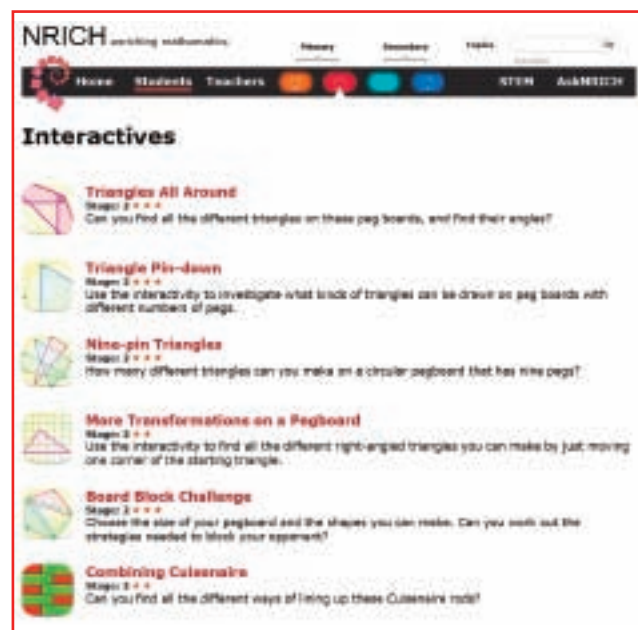 NRICH enriching mathematics
Primary Secondary Topics
Home Students Teachers STEM AskNRICH
Interactives
Triangles All Around
Stage: 2 ★ ★ ★
Can you find all the different triangles on these peg boards, and find their angles?
Triangle Pin-down
Stage: 2 ★ ★ ★
Use the interactivity to investigate what kinds of triangles can be drawn on peg boards with
different numbers of pegs.
Nine-pin Triangles
Stage: 2 ★ ★ ★
How many different triangles can you make on a circular pegboard that has nine pegs?
More Transformations on a Pegboard
Stage: 2 ★ ★
Use the interactivity to find all the different right-angled triangles you can make by just moving
one corner of the starting triangle.
Board Block Challenge
Stage: 2 ★ ★
Choose the size of your pegboard and the shapes you can make. Can you work out the
strategies needed to block your opponent?
Combining Cuisenaire
Stage: 2 ★ ★
Can you find all the different ways of lining up these Cuisenaire rods?